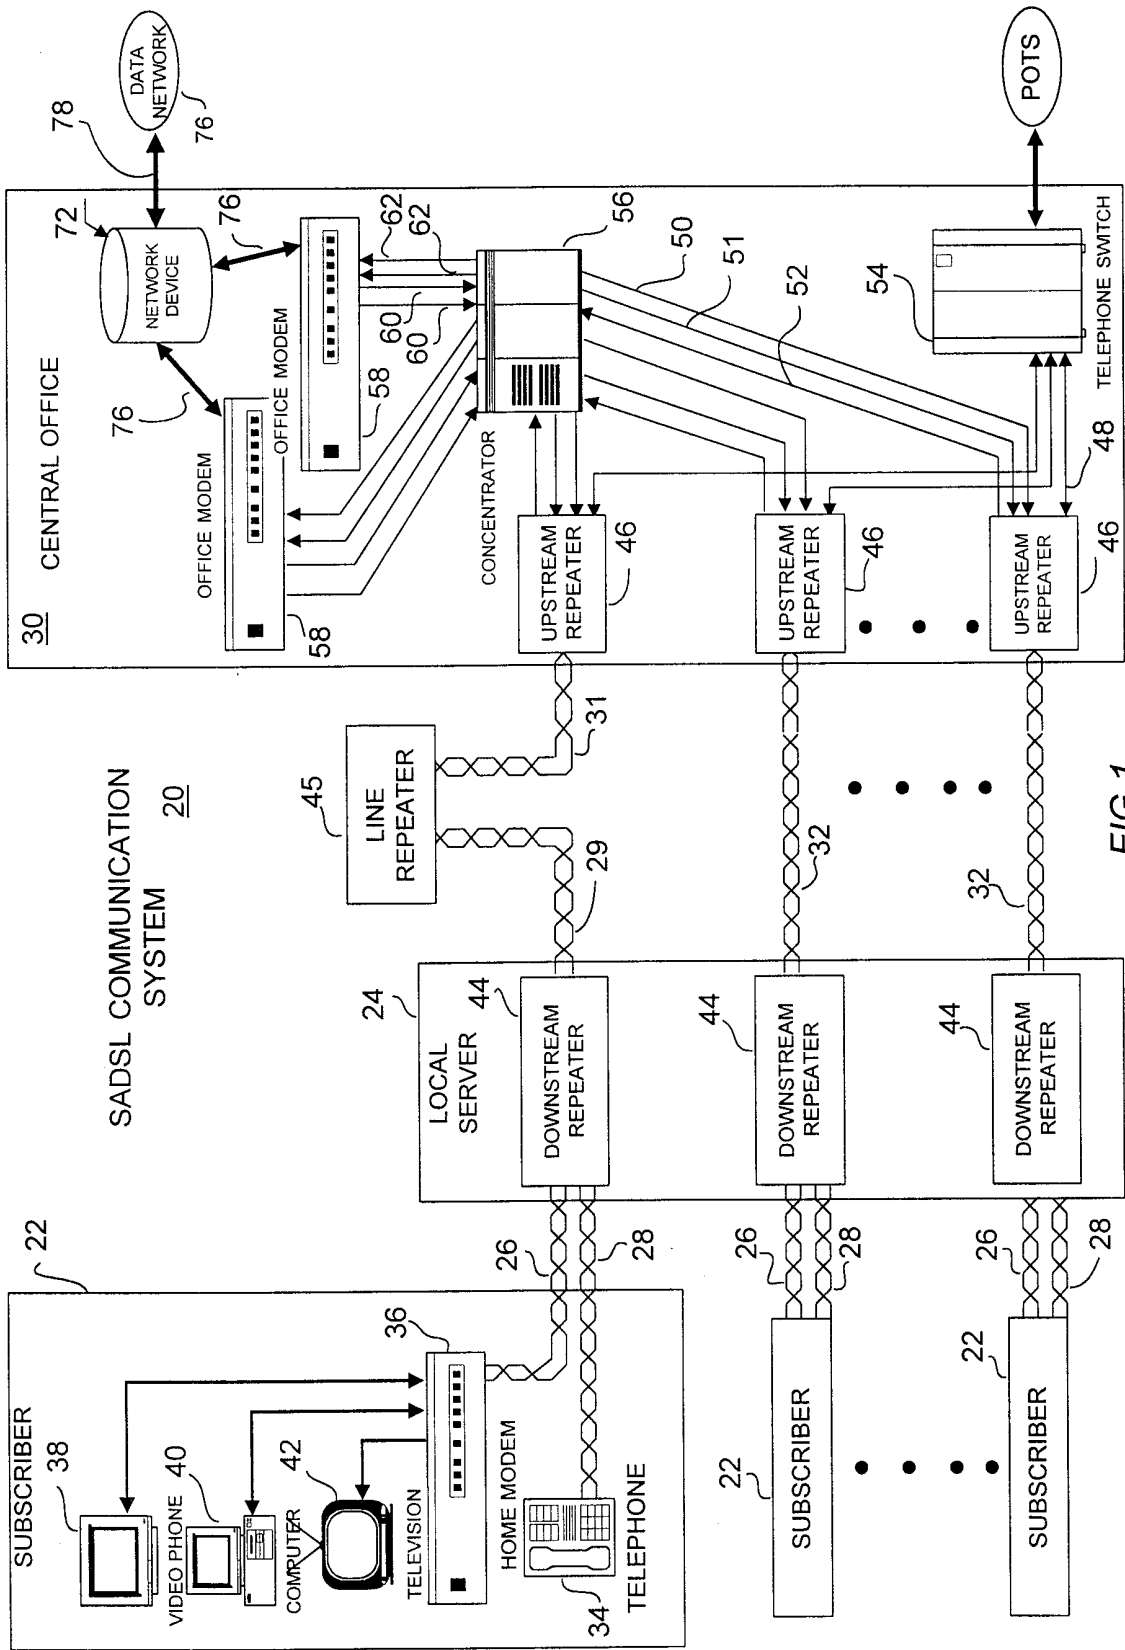 SADSL COMMUNICATION
SYSTEM
20
SUBSCRIBER
22
38
VIDEO PHONE
40
COMPUTER
42
TELEVISION
36
HOME MODEM
34
TELEPHONE
26
28
22
SUBSCRIBER
26
28
22
SUBSCRIBER
26
28
24
LOCAL
SERVER
44
DOWNSTREAM
REPEATER
44
DOWNSTREAM
REPEATER
44
DOWNSTREAM
REPEATER
29
45
LINE
REPEATER
31
32
32
30
CENTRAL OFFICE
OFFICE MODEM
58
OFFICE MODEM
58
76
76
72
NETWORK
DEVICE
78
DATA
NETWORK
76
60
60
62
62
CONCENTRATOR
56
50
51
52
UPSTREAM
REPEATER
46
UPSTREAM
REPEATER
46
UPSTREAM
REPEATER
46
48
54
TELEPHONE SWITCH
POTS
FIG 1